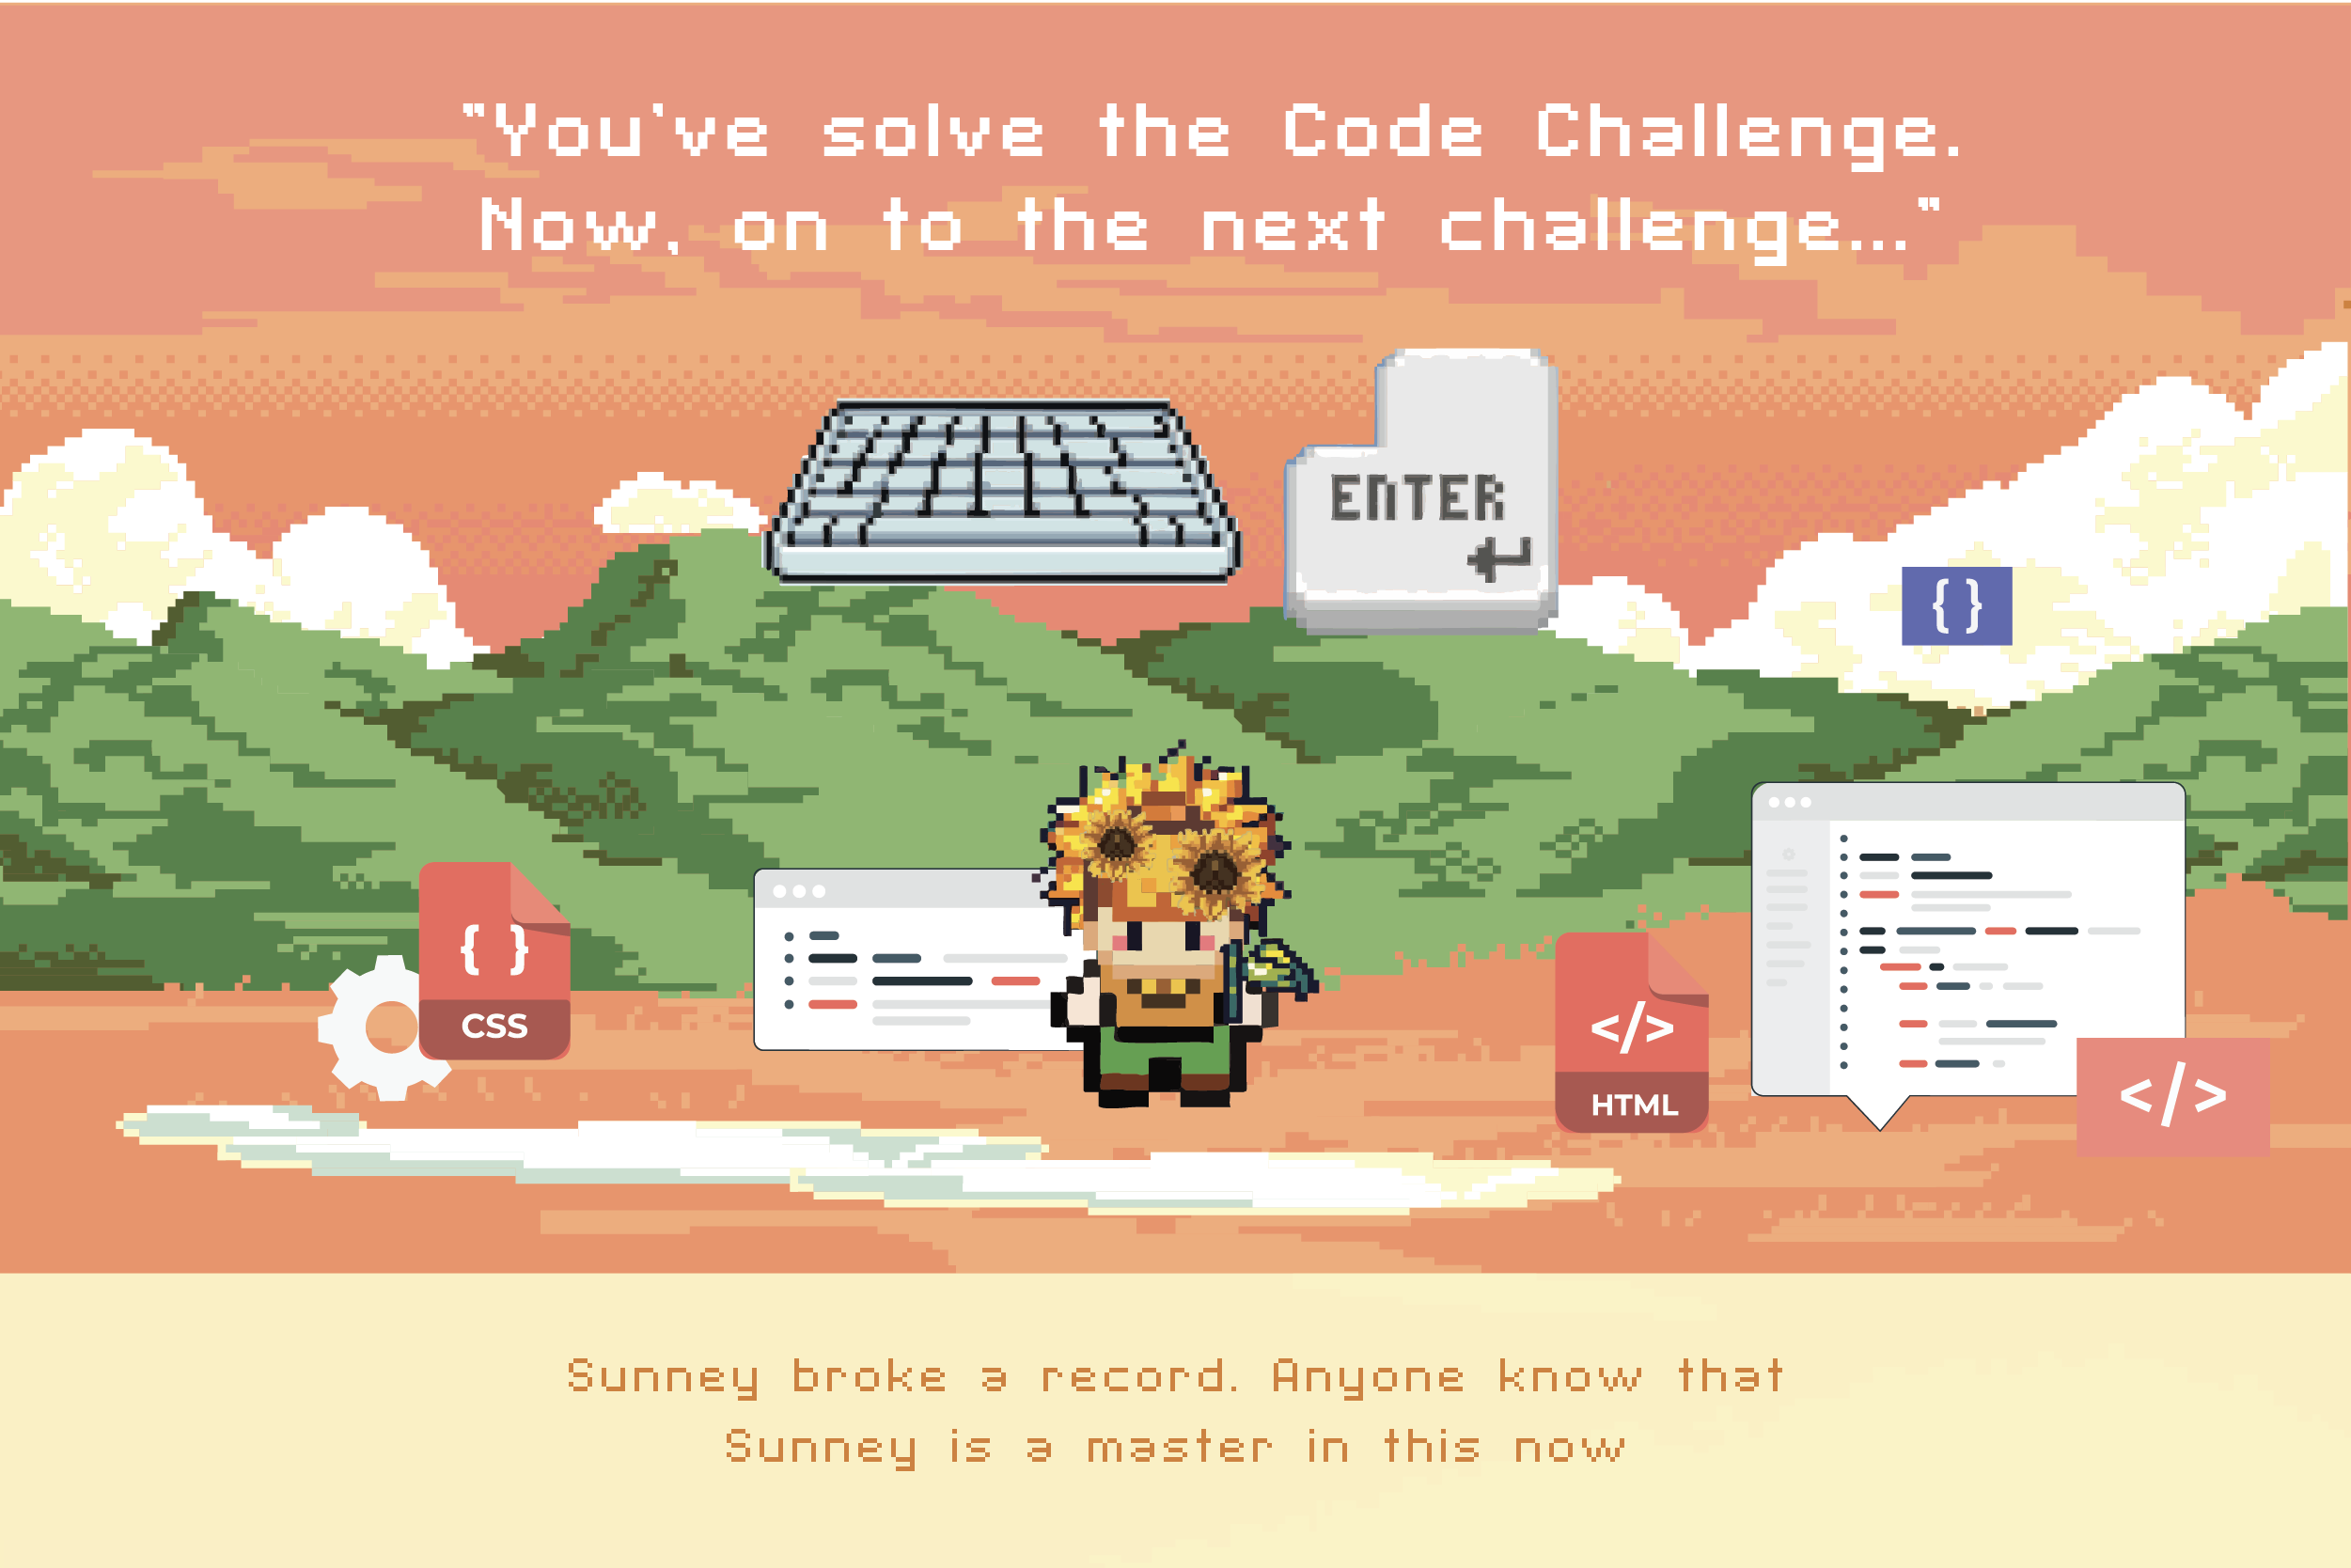 "You've solve the Code Challenge.
Now, on to the next challenge..."
ENTER
{ }
{ }
CSS
</>
HTML
</>
Sunney broke a record. Anyone know that
Sunney is a master in this now